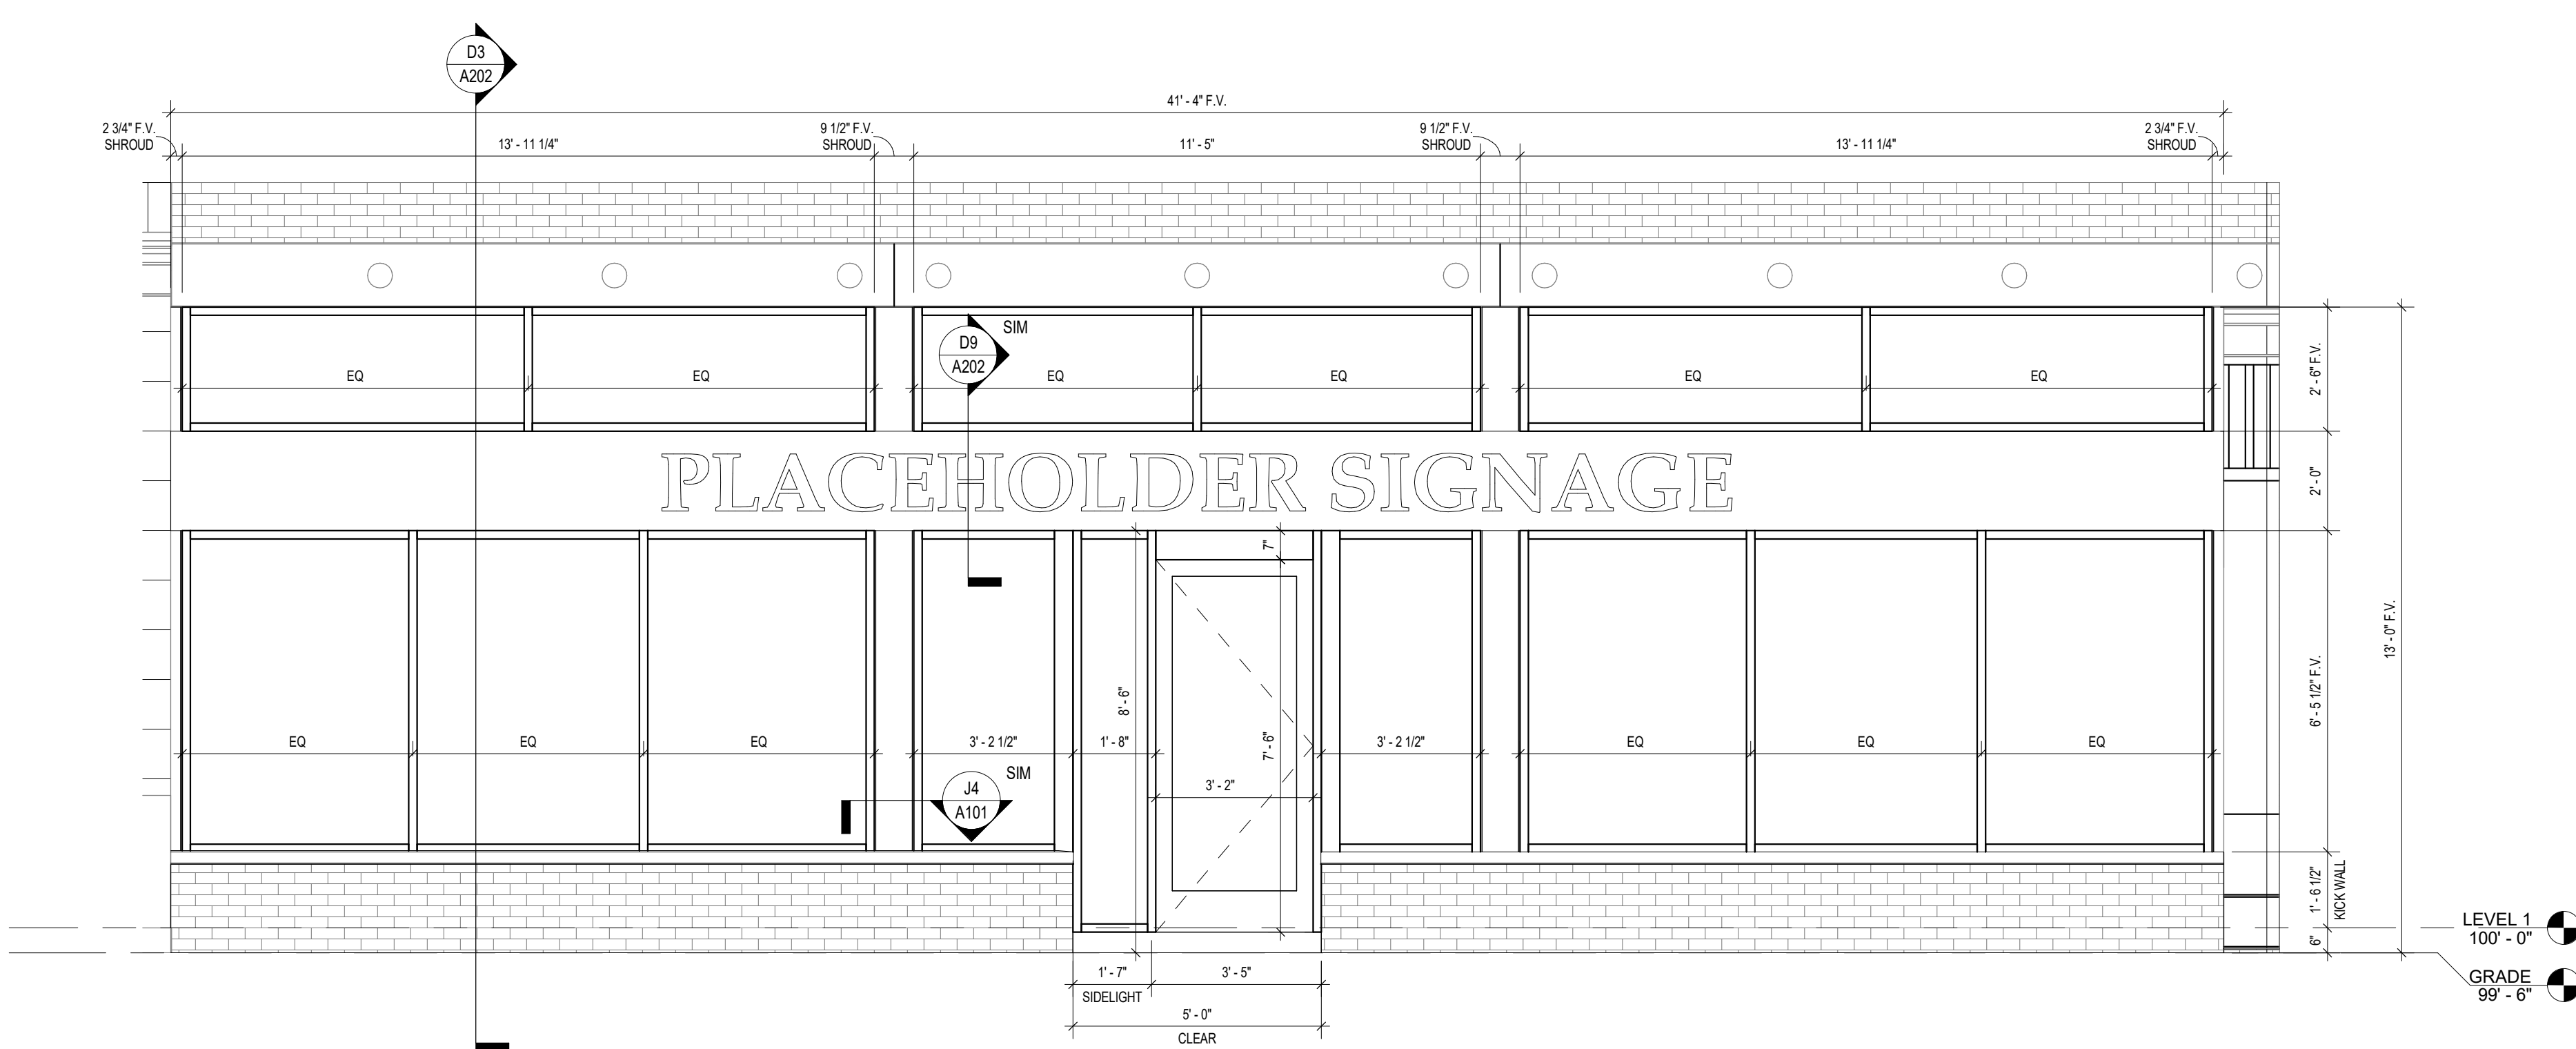 D3
A202
41' - 4" F.V.
2 3/4" F.V.
SHROUD
13' - 11 1/4"
9 1/2" F.V.
SHROUD
11' - 5"
9 1/2" F.V.
SHROUD
13' - 11 1/4"
2 3/4" F.V.
SHROUD
D9
A202
SIM
EQ
EQ
EQ
EQ
EQ
EQ
2' - 6" F.V.
PLACEHOLDER SIGNAGE
2' - 0"
7"
13' - 0" F.V.
6' - 5 1/2" F.V.
8' - 6"
7' - 6"
EQ
EQ
EQ
3' - 2 1/2"
1' - 8"
3' - 2 1/2"
EQ
EQ
EQ
SIM
J4
A101
3' - 2"
1' - 6 1/2"
KICK WALL
6"
LEVEL 1
100' - 0"
GRADE
99' - 6"
1' - 7"
SIDELIGHT
3' - 5"
5' - 0"
CLEAR